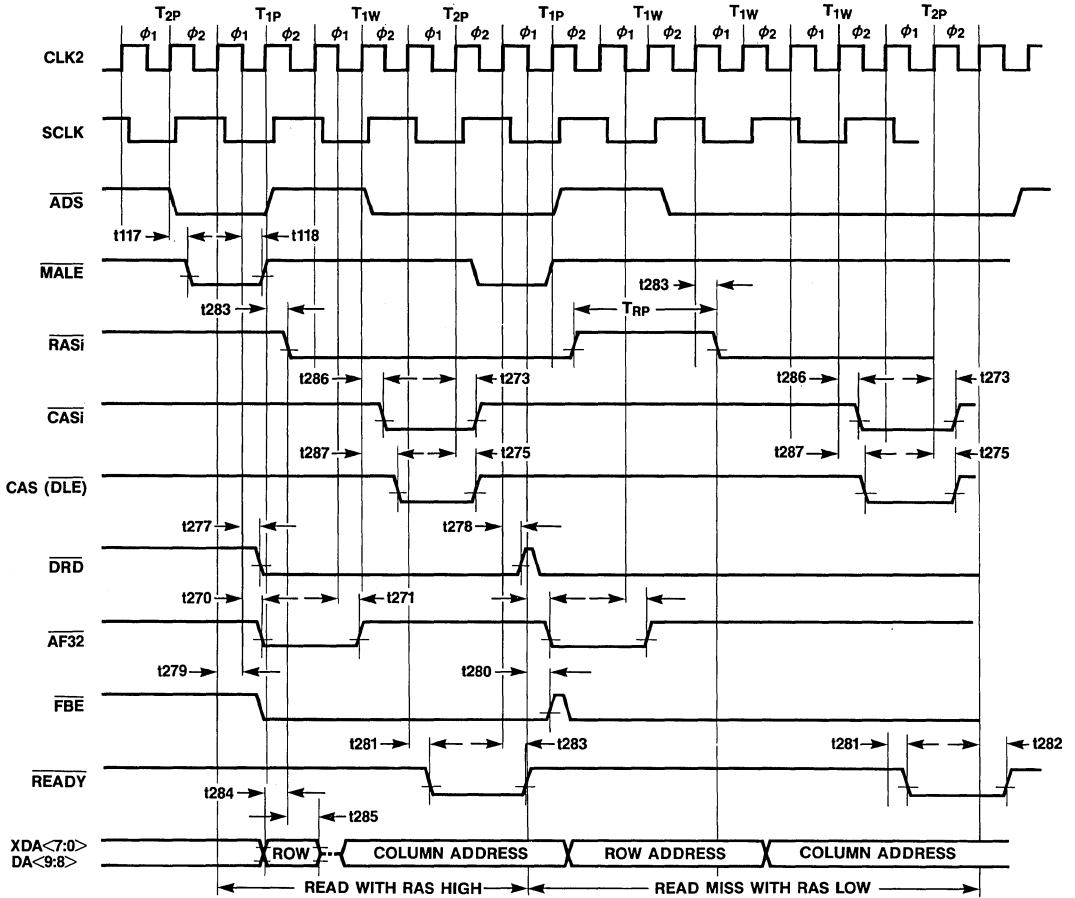 T2P T1P T1W T2P T1P T1W T1W T1W T2P
ϕ1 ϕ2 ϕ1 ϕ2 ϕ1 ϕ2 ϕ1 ϕ2 ϕ1 ϕ2 ϕ1 ϕ2 ϕ1 ϕ2 ϕ1 ϕ2 ϕ1 ϕ2
CLK2
SCLK
ADS
t117 t118
MALE
t283
t283 TRP
RASi
t286 t273 t286 t273
CASi
t287 t275 t287 t275
CAS (DLE)
t277 t278
DRD
t270 t271
AF32
t279 t280
FBE
t281 t283 t281 t282
READY
t284
t285
XDA<7:0>
DA<9:8>
ROW COLUMN ADDRESS ROW ADDRESS COLUMN ADDRESS
READ WITH RAS HIGH READ MISS WITH RAS LOW